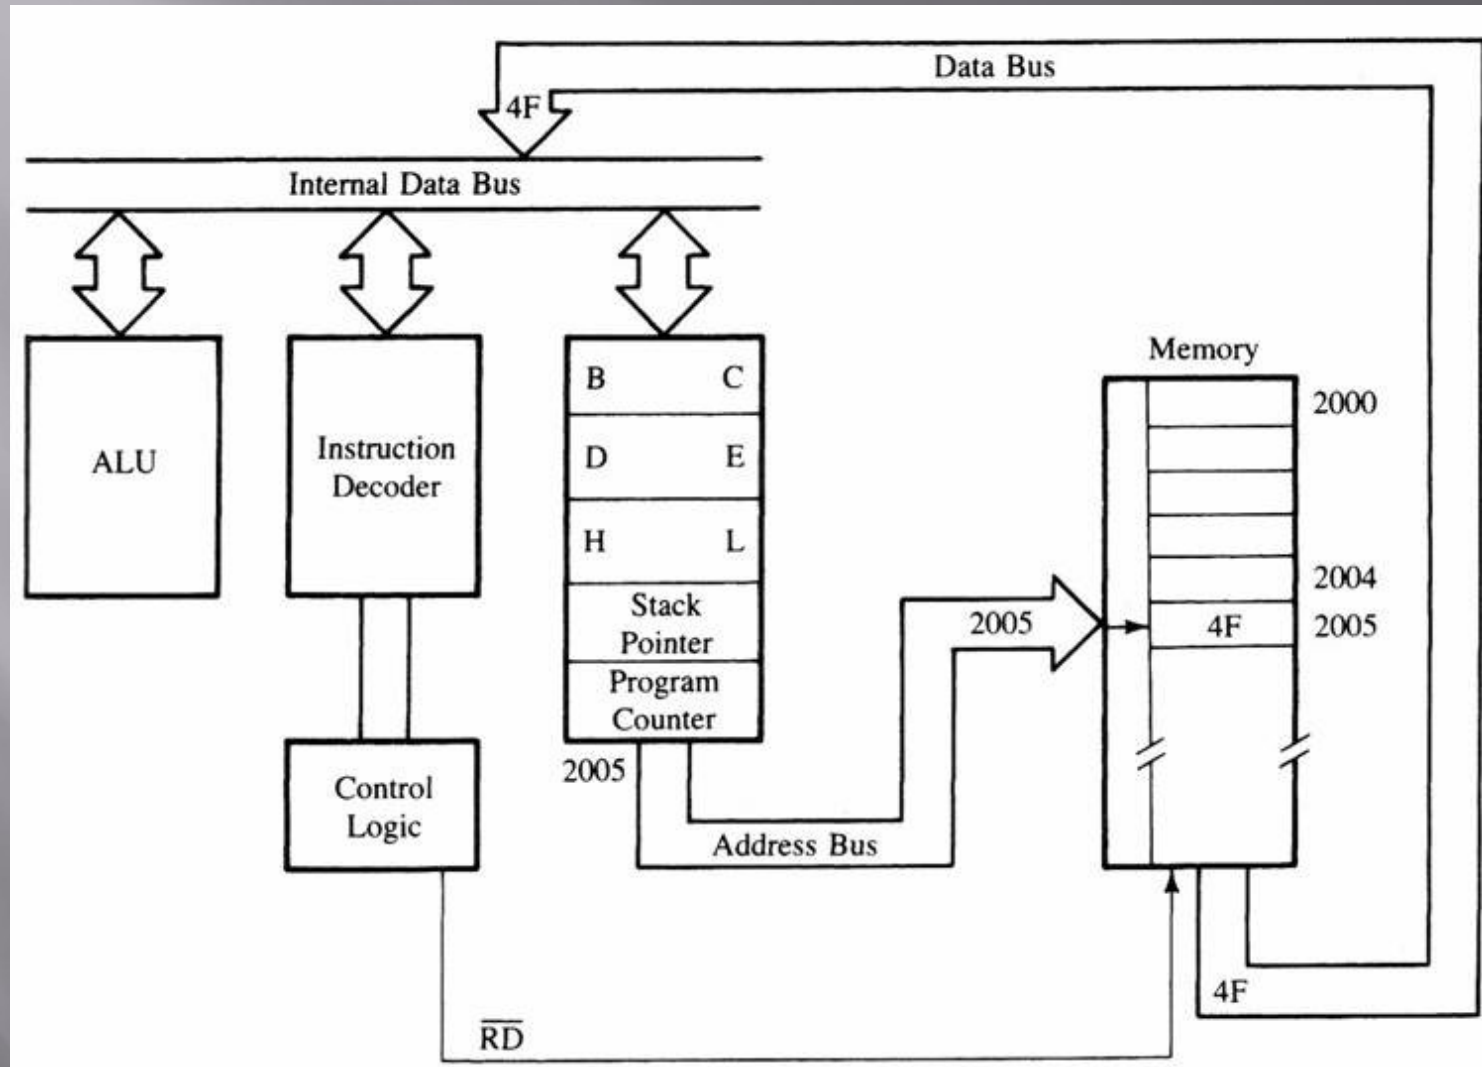 Data Bus
4F
Internal Data Bus
ALU
Instruction
Decoder
B C
D E
H L
Stack
Pointer
Program
Counter
2005
Control
Logic
Address Bus
2005
Memory
2000
2004
4F 2005
4F
R̅D̅